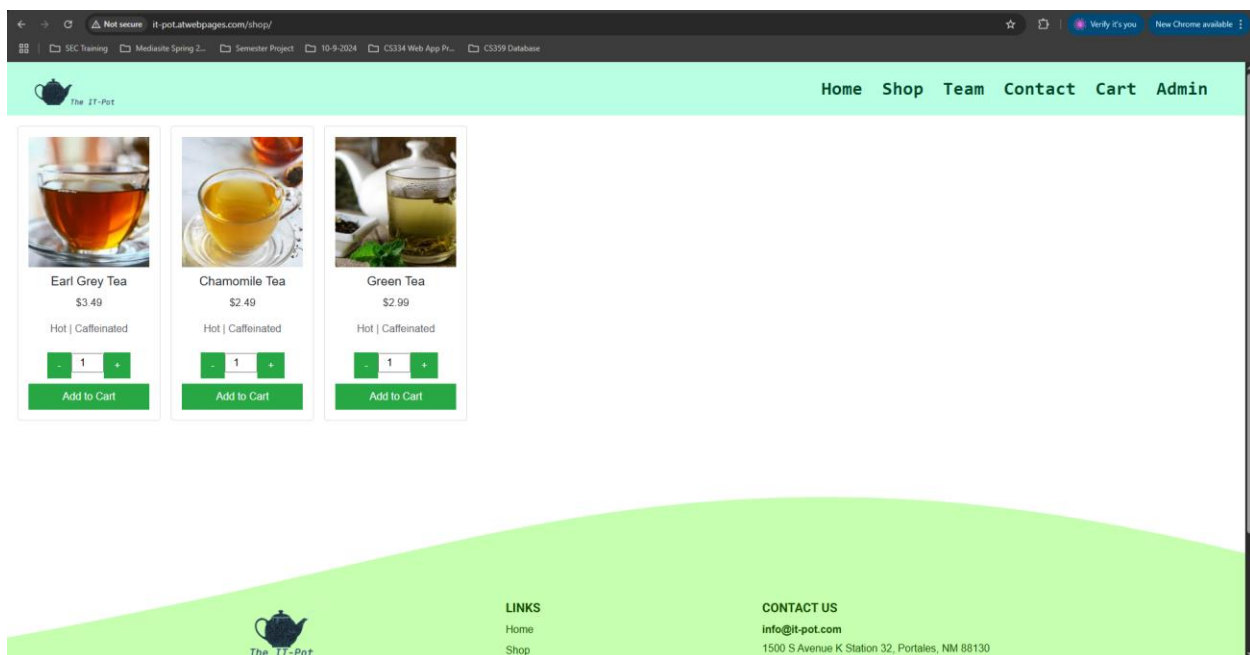 Not secure it-pot.atwebpages.com/shop/ Verify it's you New Chrome available
SEC Training Mediasite Spring 2... Semester Project 10-9-2024 CS334 Web App Pr... CS359 Database
The IT-Pot Home Shop Team Contact Cart Admin
Earl Grey Tea Chamomile Tea Green Tea
$3.49 $2.49 $2.99
Hot | Caffeinated Hot | Caffeinated Hot | Caffeinated
- 1 + - 1 + - 1 +
Add to Cart Add to Cart Add to Cart
LINKS CONTACT US
Home info@it-pot.com
The IT-Pot Shop 1500 S Avenue K Station 32, Portales, NM 88130